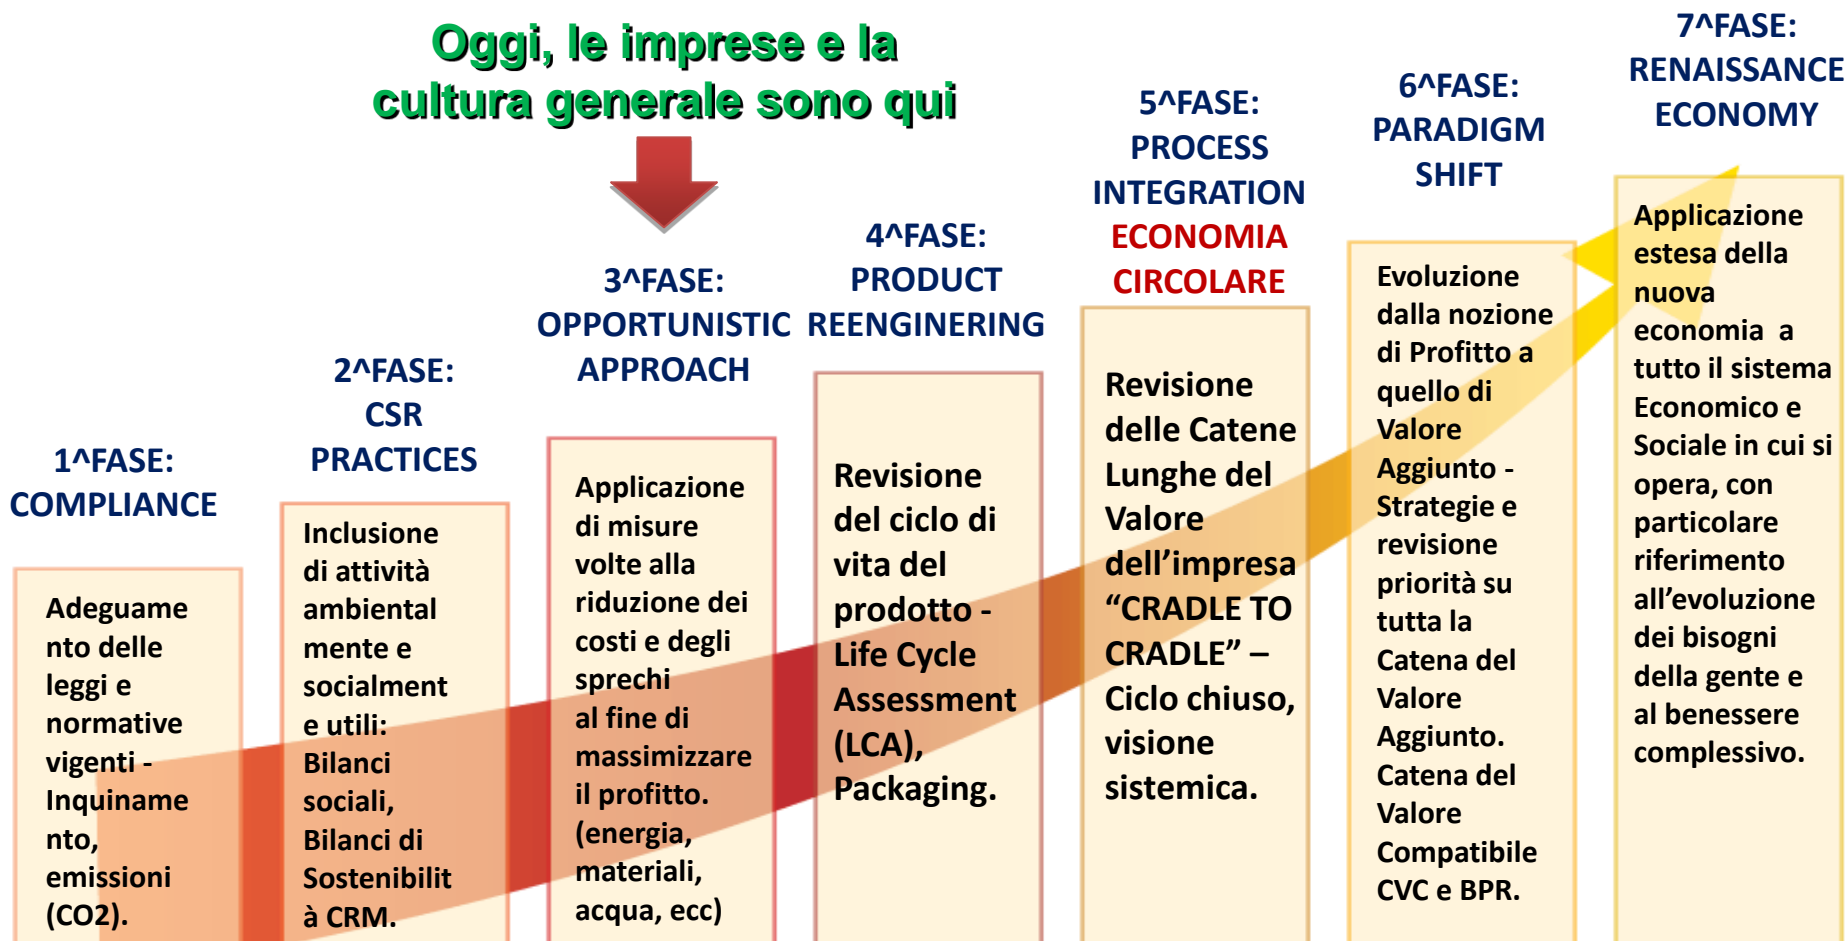 Oggi, le imprese e la
cultura generale sono qui
1^FASE:
COMPLIANCE
Adeguame
nto delle
leggi e
normative
vigenti -
Inquiname
nto,
emissioni
(CO2).
2^FASE:
CSR
PRACTICES
Inclusione
di attività
ambiental
mente e
socialment
e utili:
Bilanci
sociali,
Bilanci di
Sostenibilit
à CRM.
3^FASE:
OPPORTUNISTIC
APPROACH
Applicazione
di misure
volte alla
riduzione dei
costi e degli
sprechi
al fine di
massimizzare
il profitto.
(energia,
materiali,
acqua, ecc)
4^FASE:
PRODUCT
REENGINERING
Revisione
del ciclo di
vita del
prodotto -
Life Cycle
Assessment
(LCA),
Packaging.
5^FASE:
PROCESS
INTEGRATION
ECONOMIA
CIRCOLARE
Revisione
delle Catene
Lunghe del
Valore
dell’impresa
“CRADLE TO
CRADLE” –
Ciclo chiuso,
visione
sistemica.
6^FASE:
PARADIGM
SHIFT
Evoluzione
dalla nozione
di Profitto a
quello di
Valore
Aggiunto -
Strategie e
revisione
priorità su
tutta la
Catena del
Valore
Aggiunto.
Catena del
Valore
Compatibile
CVC e BPR.
7^FASE:
RENAISSANCE
ECONOMY
Applicazione
estesa della
nuova
economia a
tutto il sistema
Economico e
Sociale in cui si
opera, con
particolare
riferimento
all’evoluzione
dei bisogni
della gente e
al benessere
complessivo.